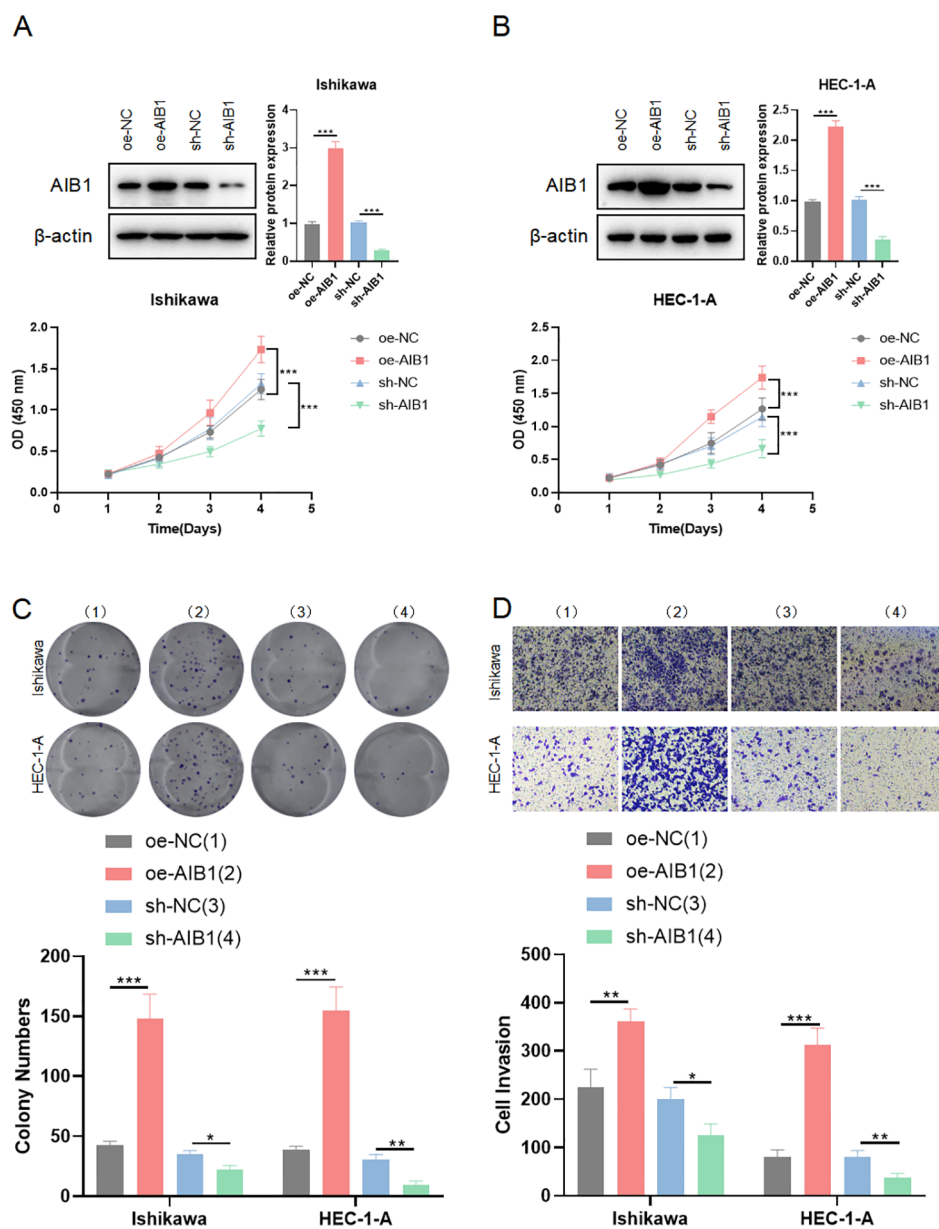 A
Ishikawa
oe-NC
oe-AIB1
sh-NC
sh-AIB1
AIB1
β-actin
Relative protein expression
4
3
2
1
0
***
***
oe-NC
oe-AIB1
sh-NC
sh-AIB1
Ishikawa
OD (450 nm)
2.0
1.5
1.0
0.5
0.0
0 1 2 3 4 5
Time(Days)
oe-NC
oe-AIB1
sh-NC
sh-AIB1
***
***
B
HEC-1-A
oe-NC
oe-AIB1
sh-NC
sh-AIB1
AIB1
β-actin
Relative protein expression
2.5
2.0
1.5
1.0
0.5
0.0
***
***
oe-NC
oe-AIB1
sh-NC
sh-AIB1
HEC-1-A
OD (450 nm)
2.5
2.0
1.5
1.0
0.5
0.0
0 1 2 3 4 5
Time(Days)
oe-NC
oe-AIB1
sh-NC
sh-AIB1
***
***
C
(1) (2) (3) (4)
Ishikawa
HEC-1-A
oe-NC(1)
oe-AIB1(2)
sh-NC(3)
sh-AIB1(4)
Colony Numbers
200
150
100
50
0
***
*
***
**
Ishikawa HEC-1-A
D
(1) (2) (3) (4)
Ishikawa
HEC-1-A
oe-NC(1)
oe-AIB1(2)
sh-NC(3)
sh-AIB1(4)
Cell Invasion
500
400
300
200
100
0
**
*
***
**
Ishikawa HEC-1-A